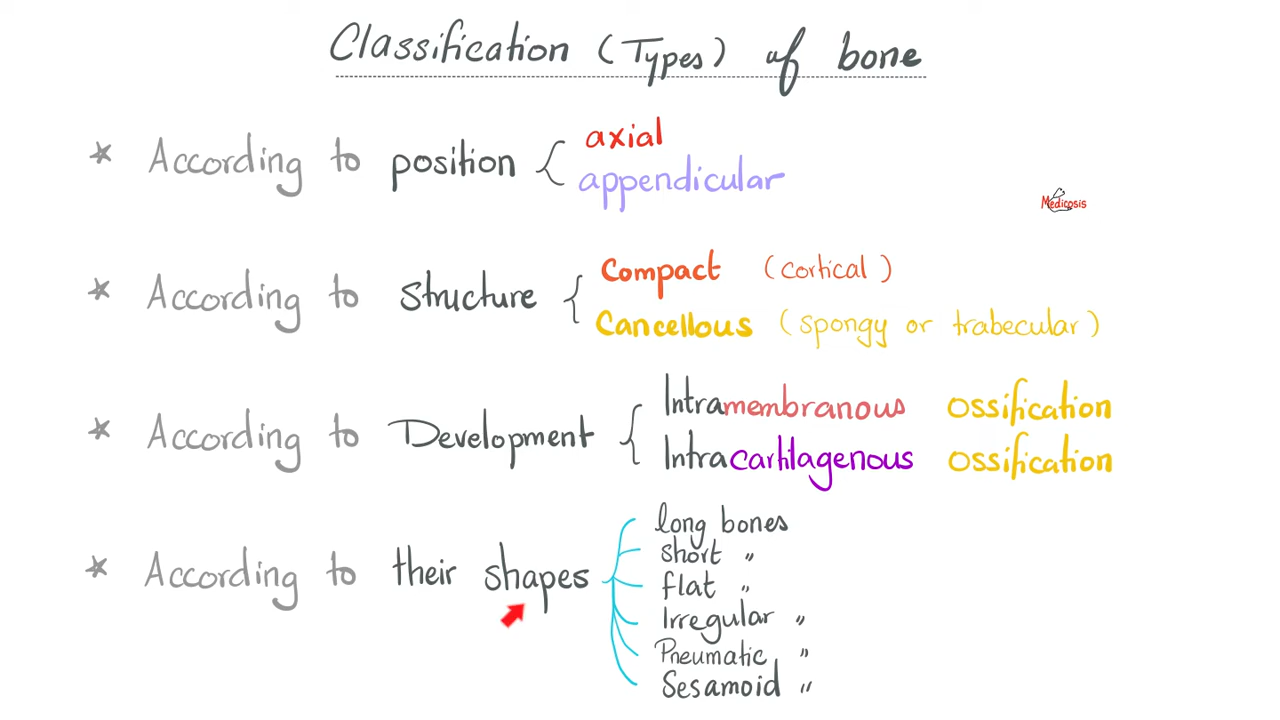 Classification (Types) of bone
* According to position { axial
appendicular
Medicosis
* According to structure { Compact (cortical)
Cancellous (spongy or trabecular)
* According to Development { Intramembranous ossification
Intracartilagenous ossification
* According to their shapes
long bones
short "
flat "
Irregular "
Pneumatic "
Sesamoid "